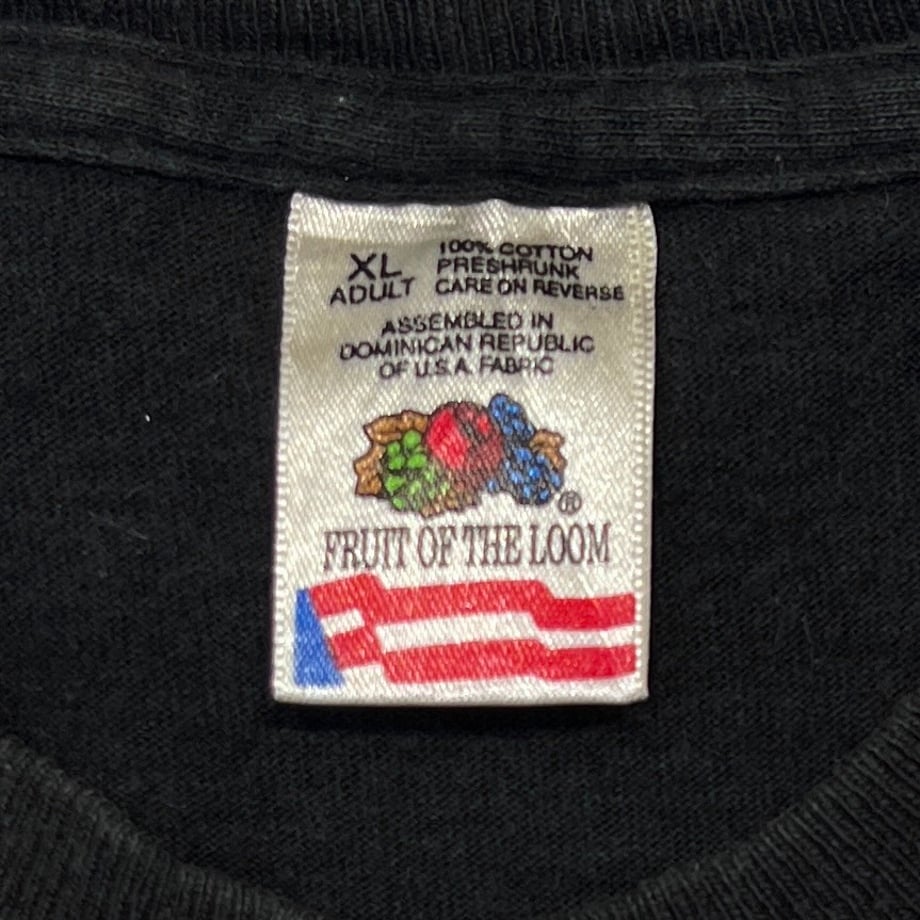 XL
ADULT
100% COTTON
PRESHRUNK
CARE ON REVERSE
ASSEMBLED IN
DOMINICAN REPUBLIC
OF U.S.A. FABRIC
®
FRUIT OF THE LOOM